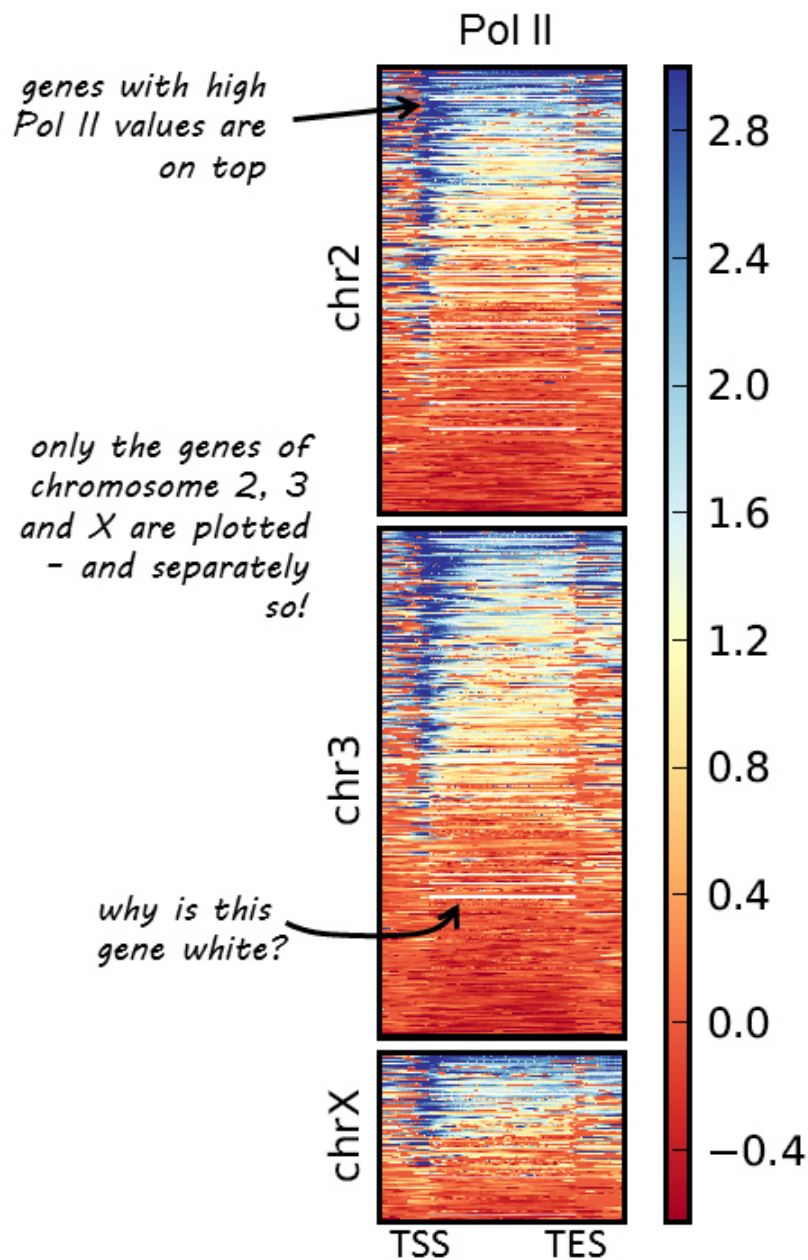 Pol II
genes with high
Pol II values are
on top
chr2
only the genes of
chromosome 2, 3
and X are plotted
- and separately
so!
chr3
why is this
gene white?
chrX
TSS
TES
2.8
2.4
2.0
1.6
1.2
0.8
0.4
0.0
−0.4